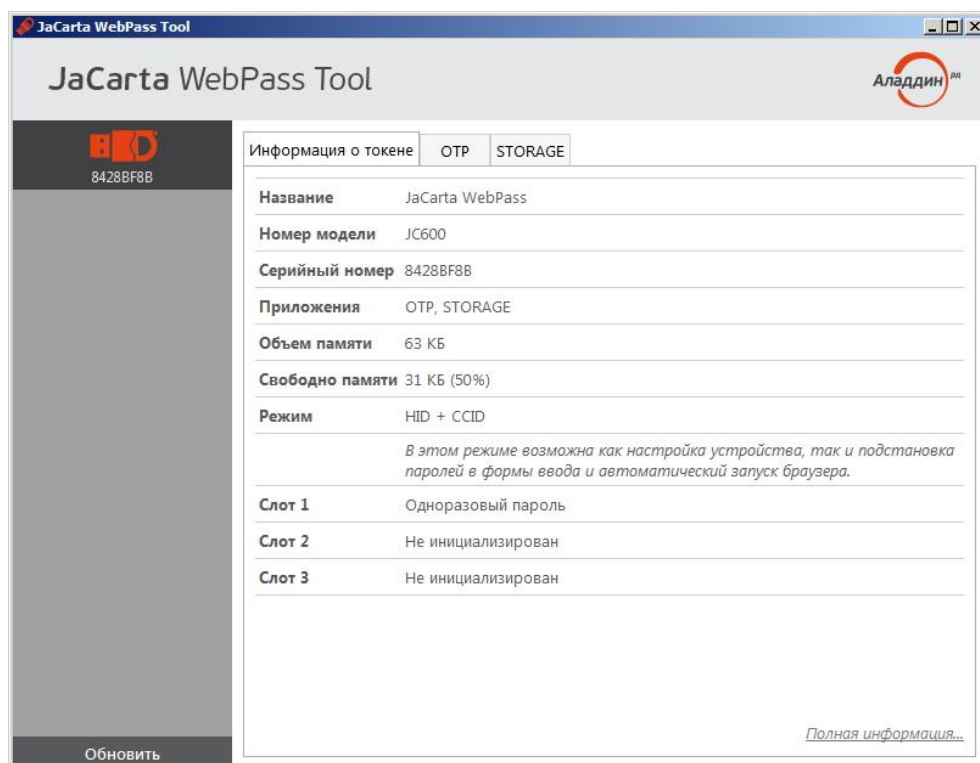 JaCarta WebPass Tool
JaCarta WebPass Tool
Аладдин РД
8428BF8B
Информация о токене OTP STORAGE
Название JaCarta WebPass
Номер модели JC600
Серийный номер 8428BF8B
Приложения OTP, STORAGE
Объем памяти 63 КБ
Свободно памяти 31 КБ (50%)
Режим HID + CCID
В этом режиме возможна как настройка устройства, так и подстановка
паролей в формы ввода и автоматический запуск браузера.
Слот 1 Одноразовый пароль
Слот 2 Не инициализирован
Слот 3 Не инициализирован
Полная информация...
Обновить